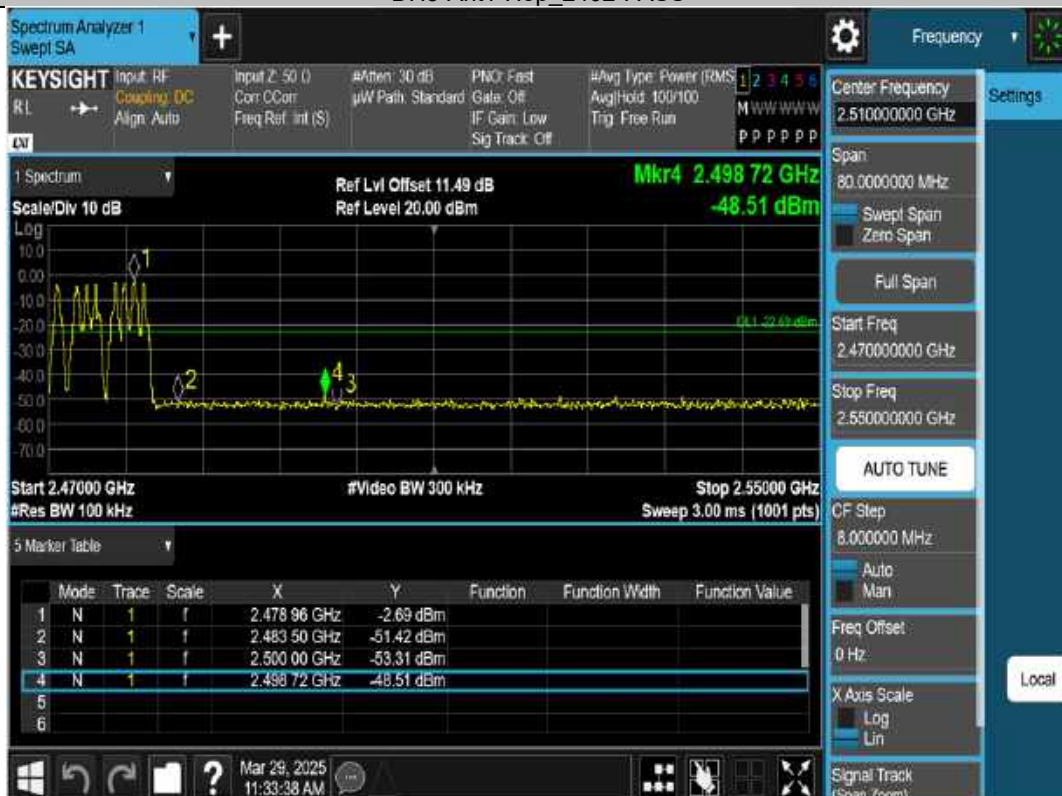 Spectrum Analyzer 1
Swept SA
Frequency
KEYSIGHT
RL
Input: RF
Coupling: DC
Align: Auto
Input Z: 50 Ω
Corr CCorr
Freq Ref: Int (S)
#Atten: 30 dB
µW Path: Standard
PNO: Fast
Gate: Off
IF Gain: Low
Sig Track: Off
#Avg Type: Power (RMS
Avg|Hold: 100/100
Trig: Free Run
1 2 3 4 5 6
M W W W W W
P P P P P P
Settings
1 Spectrum
Scale/Div 10 dB
Ref Lvl Offset 11.49 dB
Ref Level 20.00 dBm
Mkr4 2.498 72 GHz
-48.51 dBm
Log
10.0
0.00
-10.0
-20.0
-30.0
-40.0
-50.0
-60.0
-70.0
1
2
4
3
DL1 -22.69 dBm
Start 2.47000 GHz
#Res BW 100 kHz
#Video BW 300 kHz
Stop 2.55000 GHz
Sweep 3.00 ms (1001 pts)
5 Marker Table
Mode Trace Scale X Y Function Function Width Function Value
1 N 1 f 2.478 96 GHz -2.69 dBm
2 N 1 f 2.483 50 GHz -51.42 dBm
3 N 1 f 2.500 00 GHz -53.31 dBm
4 N 1 f 2.498 72 GHz -48.51 dBm
5
6
Mar 29, 2025
11:33:38 AM
Center Frequency
2.510000000 GHz
Span
80.0000000 MHz
Swept Span
Zero Span
Full Span
Start Freq
2.470000000 GHz
Stop Freq
2.550000000 GHz
AUTO TUNE
CF Step
8.000000 MHz
Auto
Man
Freq Offset
0 Hz
X Axis Scale
Log
Lin
Signal Track
(Span Zoom)
Local